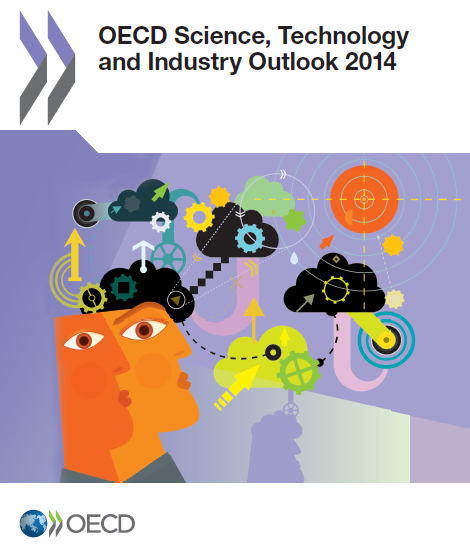 OECD Science, Technology
and Industry Outlook 2014
OECD